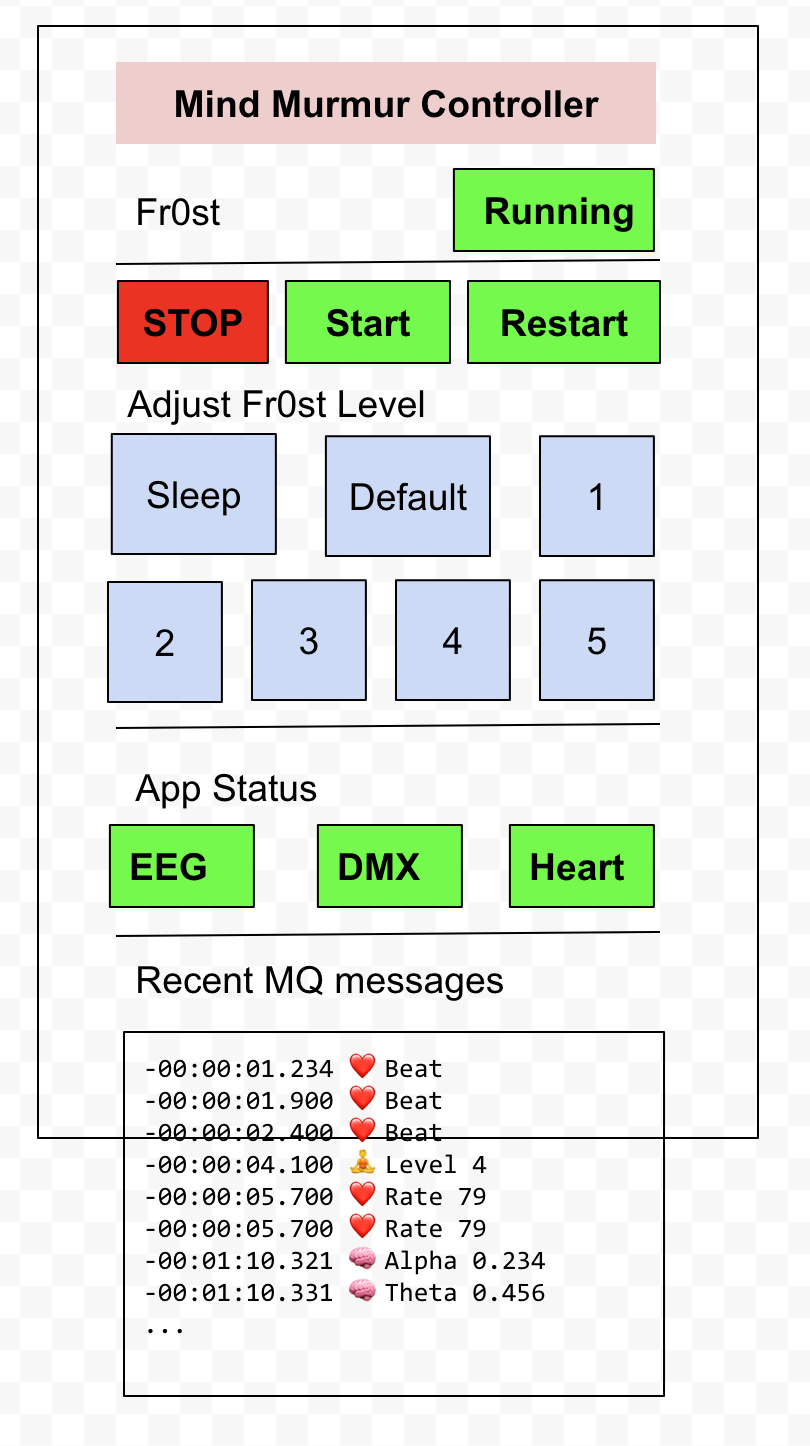 Mind Murmur Controller
Fr0st
Running
STOP Start Restart
Adjust Fr0st Level
Sleep Default 1
2 3 4 5
App Status
EEG DMX Heart
Recent MQ messages
-00:00:01.234 ❤️ Beat
-00:00:01.900 ❤️ Beat
-00:00:02.400 ❤️ Beat
-00:00:04.100 🧘 Level 4
-00:00:05.700 ❤️ Rate 79
-00:00:05.700 ❤️ Rate 79
-00:01:10.321 🧠 Alpha 0.234
-00:01:10.331 🧠 Theta 0.456
...